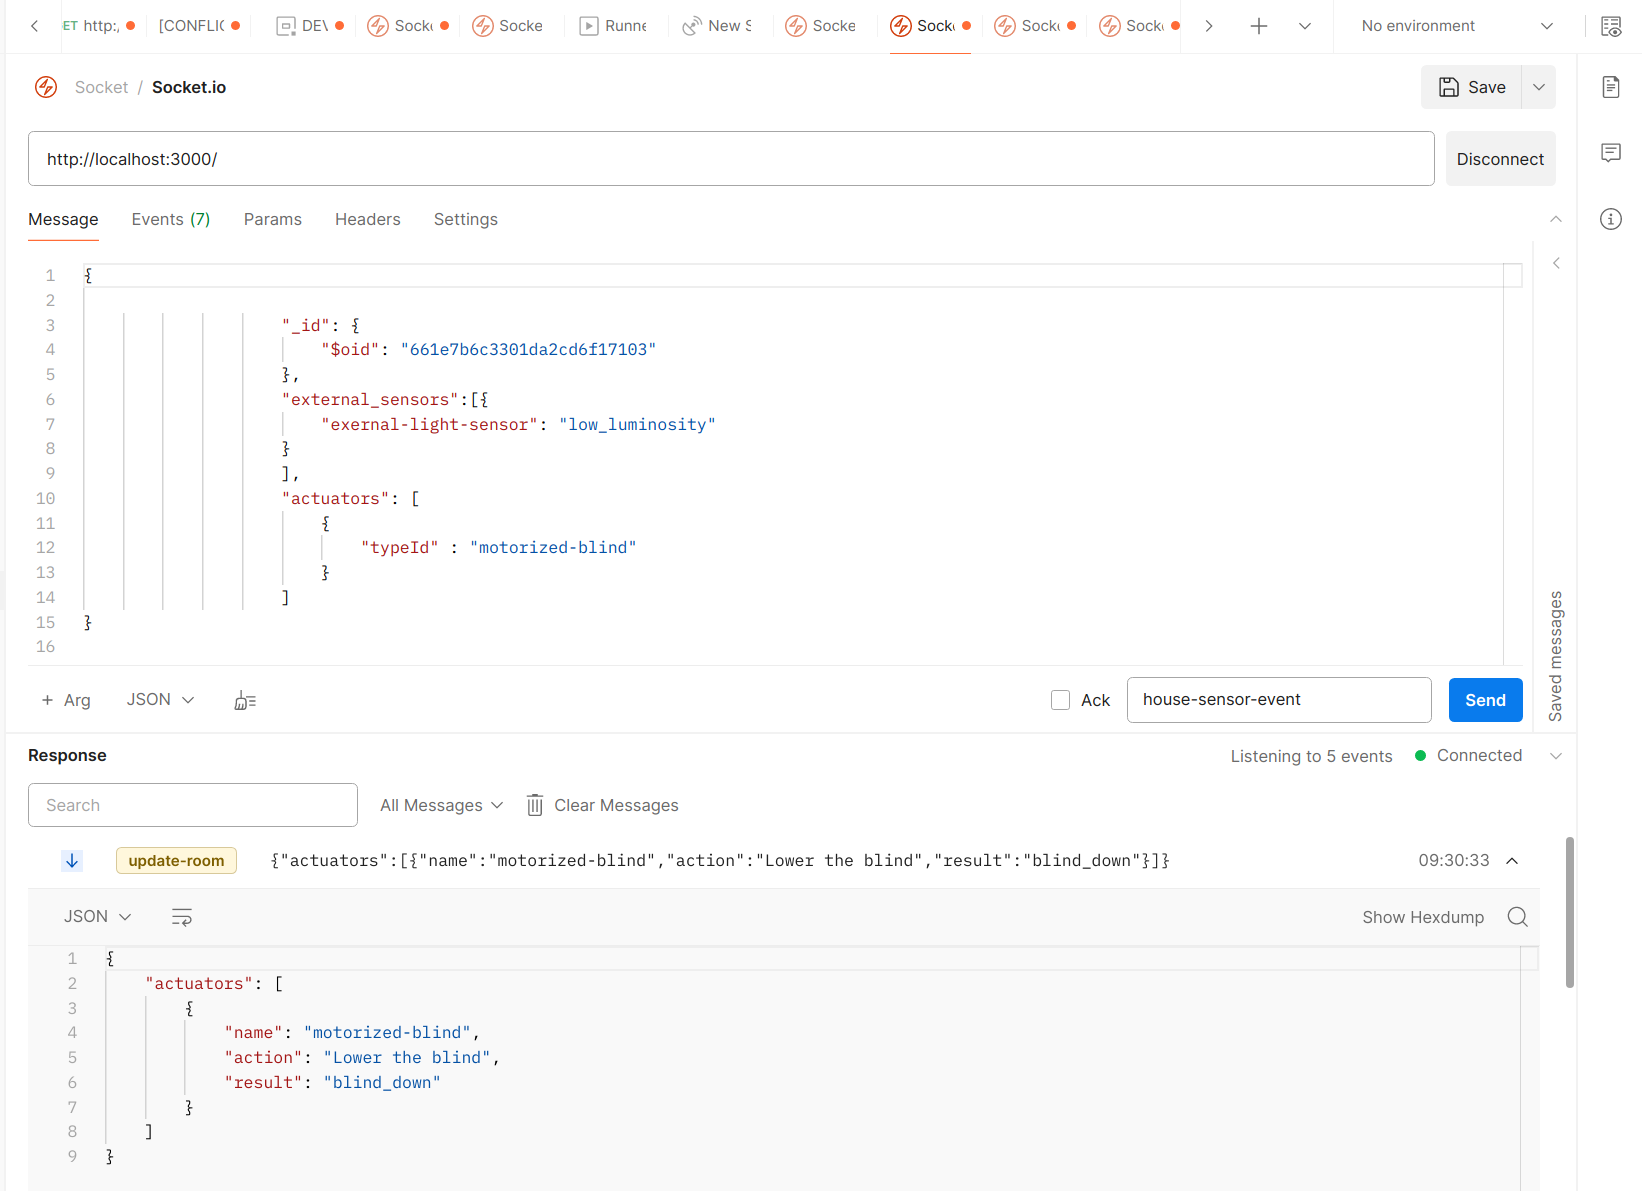 ET http:, [CONFLIC DEV Socke Socke Runne New S Socke Socke Socke Socke No environment
Socket / Socket.io Save
http://localhost:3000/ Disconnect
Message Events (7) Params Headers Settings
1 {
2
3 "_id": {
4 "$oid": "661e7b6c3301da2cd6f17103"
5 },
6 "external_sensors":[{
7 "exernal-light-sensor": "low_luminosity"
8 }
9 ],
10 "actuators": [
11 {
12 "typeId" : "motorized-blind"
13 }
14 ]
15 }
16
Saved messages
+ Arg JSON Ack house-sensor-event Send
Response Listening to 5 events Connected
Search All Messages Clear Messages
update-room {"actuators":[{"name":"motorized-blind","action":"Lower the blind","result":"blind_down"}]} 09:30:33
JSON Show Hexdump
1 {
2 "actuators": [
3 {
4 "name": "motorized-blind",
5 "action": "Lower the blind",
6 "result": "blind_down"
7 }
8 ]
9 }